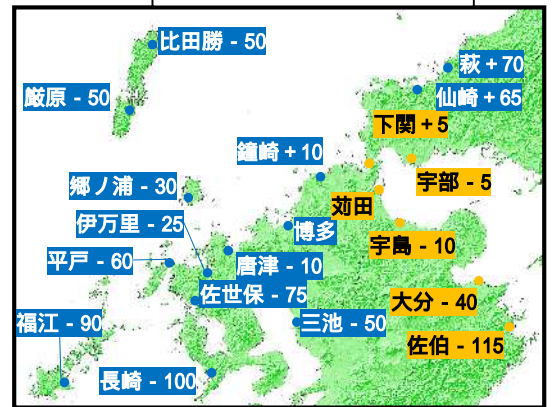 比田勝 - 50
萩 + 70
厳原 - 50
仙崎 + 65
下関 + 5
鐘崎 + 10
郷ノ浦 - 30
苅田
宇部 - 5
伊万里 - 25
博多
宇島 - 10
平戸 - 60
唐津 - 10
佐世保 - 75
大分 - 40
福江 - 90
三池 - 50
佐伯 - 115
長崎 - 100